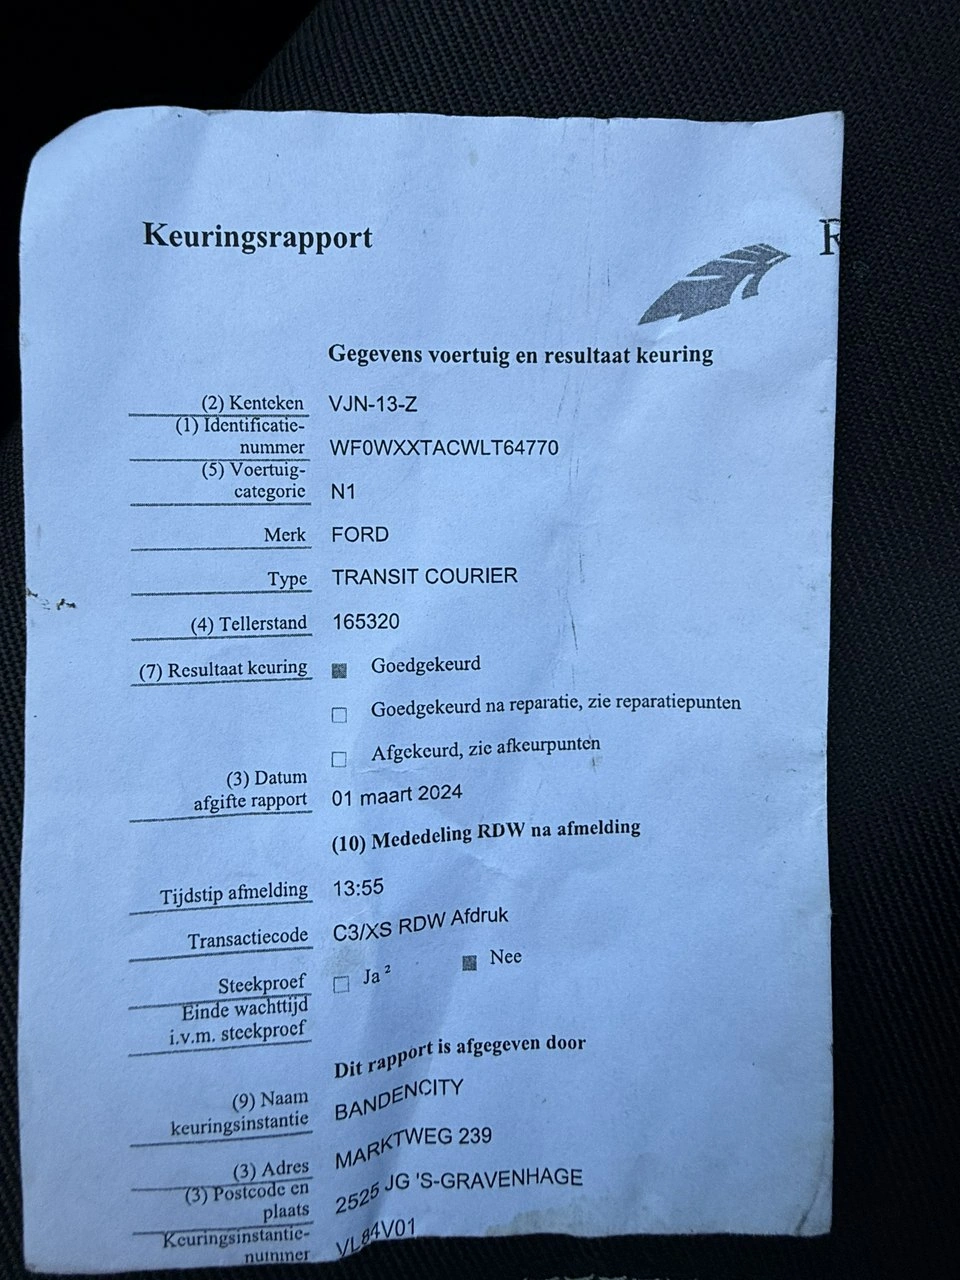 Keuringsrapport
R
Gegevens voertuig en resultaat keuring
(2) Kenteken VJN-13-Z
(1) Identificatie-
nummer WF0WXXTACWLT64770
(5) Voertuig-
categorie N1
Merk FORD
Type TRANSIT COURIER
(4) Tellerstand 165320
(7) Resultaat keuring Goedgekeurd
Goedgekeurd na reparatie, zie reparatiepunten
Afgekeurd, zie afkeurpunten
(3) Datum
afgifte rapport 01 maart 2024
(10) Mededeling RDW na afmelding
Tijdstip afmelding 13:55
Transactiecode C3/XS RDW Afdruk
Steekproef Ja ² Nee
Einde wachttijd
i.v.m. steekproef
Dit rapport is afgegeven door
(9) Naam
keuringsinstantie BANDENCITY
(3) Adres MARKTWEG 239
(3) Postcode en
plaats 2525 JG 'S-GRAVENHAGE
Keuringsinstantie-
nummer VL84V01